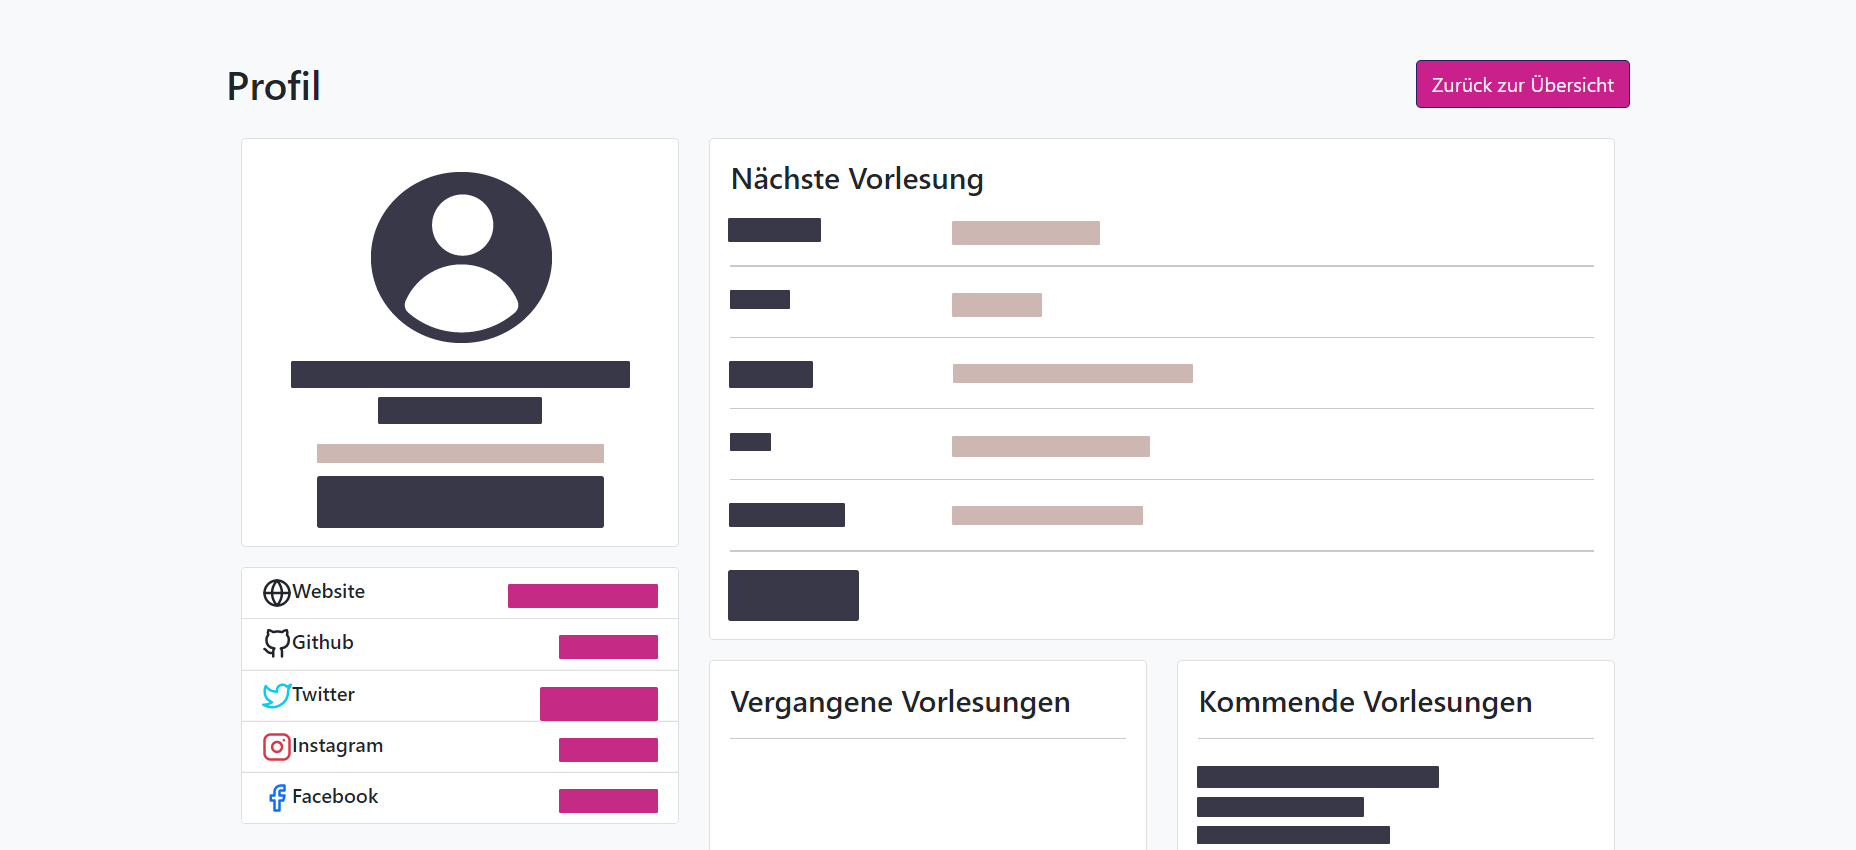 Profil
Zurück zur Übersicht
Nächste Vorlesung
Website
Github
Twitter
Instagram
Facebook
Vergangene Vorlesungen
Kommende Vorlesungen